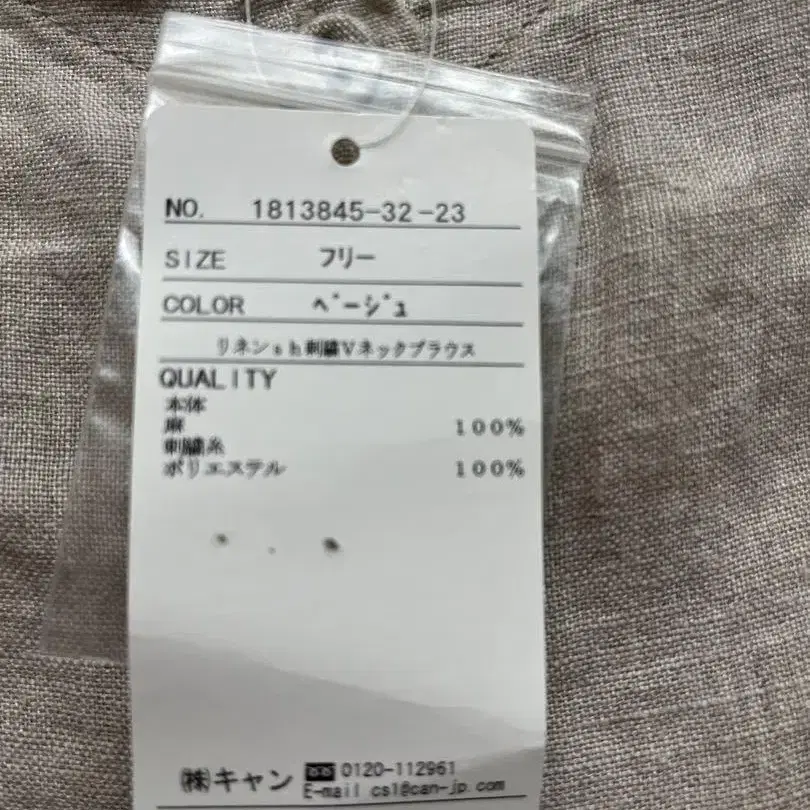 NO. 1813845-32-23
SIZE フリー
COLOR ベージュ
リネンsh刺繍Vネックブラウス
QUALITY
本体
麻 100%
刺繍糸
ポリエステル 100%
㈱キャン 0120-112961
E-mail cs1@can-jp.com